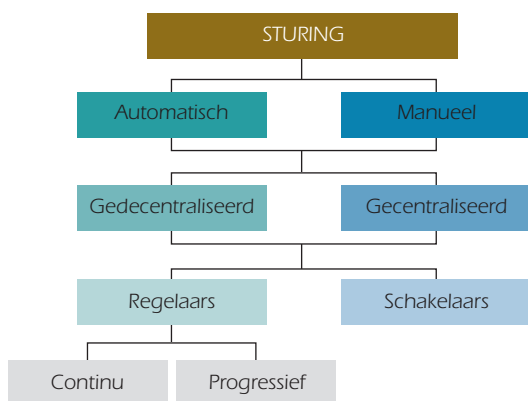 STURING
Automatisch
Manueel
Gedecentraliseerd
Gecentraliseerd
Regelaars
Schakelaars
Continu
Progressief